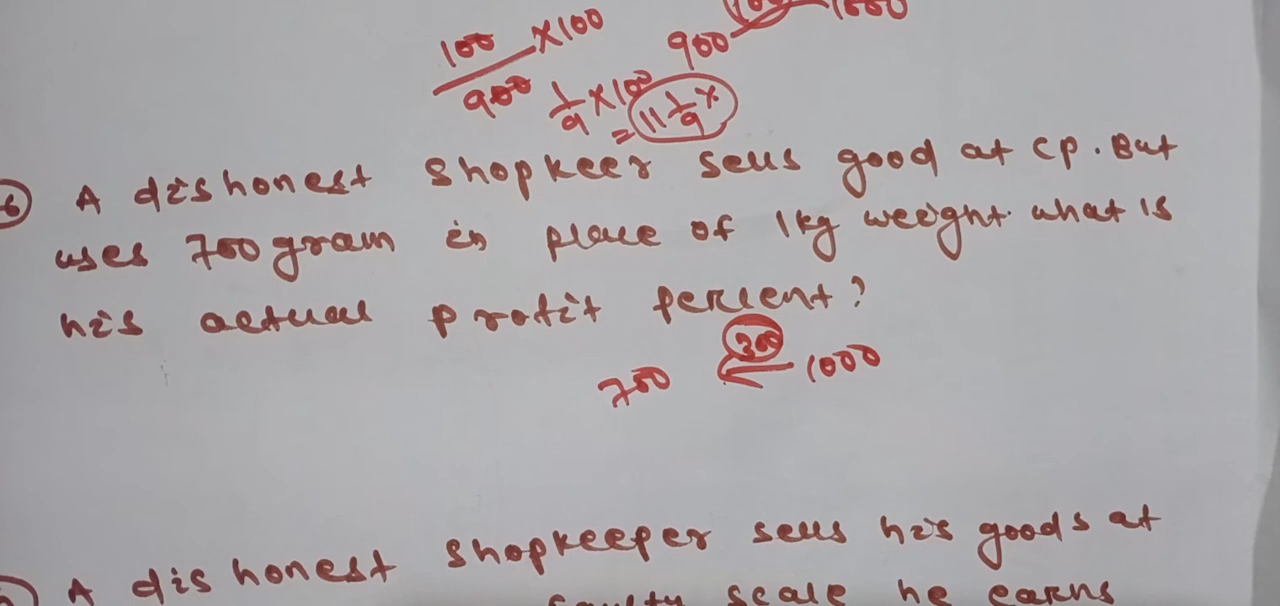 100/900 ×100
900 1000
1/9 ×100
= 11 1/9 %
6 A dishonest Shopkeer sells good at CP. But
uses 700 gram in place of 1kg weight. what is
his actual profit percent?
700 300 1000
A dishonest Shopkeeper sells his goods at
scale he earns